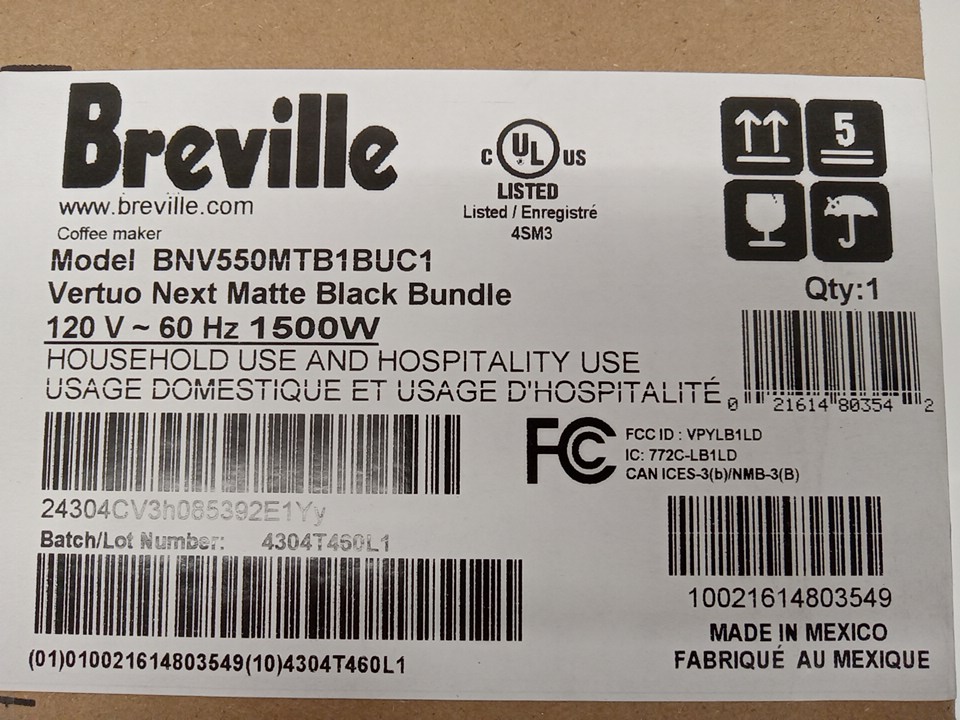 Breville
www.breville.com
Coffee maker
Model BNV550MTB1BUC1
Vertuo Next Matte Black Bundle
120 V ~ 60 Hz 1500W
HOUSEHOLD USE AND HOSPITALITY USE
USAGE DOMESTIQUE ET USAGE D'HOSPITALITÉ
C UL US
LISTED
Listed / Enregistré
4SM3
5
Qty:1
0 21614 80354 2
24304CV3h085392E1Yy
Batch/Lot Number: 4304T460L1
(01)010021614803549(10)4304T460L1
FC
FCC ID : VPYLB1LD
IC: 772C-LB1LD
CAN ICES-3(b)/NMB-3(B)
10021614803549
MADE IN MEXICO
FABRIQUÉ AU MEXIQUE